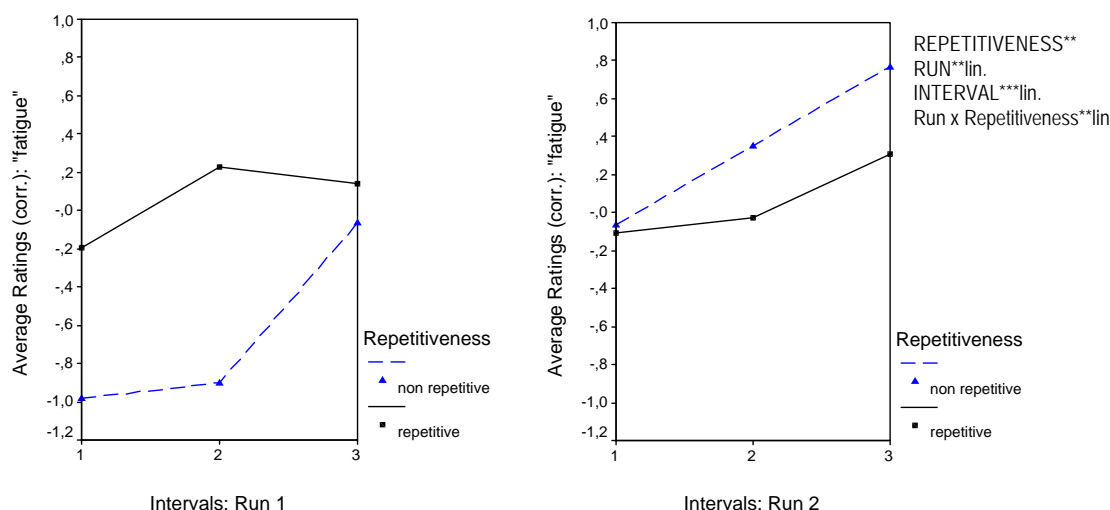 1,0
,8
,6
,4
,2
-,0
-,2
-,4
-,6
-,8
-1,0
-1,2
Average Ratings (corr.): "fatigue"
1
2
3
Intervals: Run 1
Repetitiveness
non repetitive
repetitive
1,0
,8
,6
,4
,2
-,0
-,2
-,4
-,6
-,8
-1,0
-1,2
Average Ratings (corr.): "fatigue"
1
2
3
Intervals: Run 2
Repetitiveness
non repetitive
repetitive
REPETITIVENESS**
RUN**lin.
INTERVAL***lin.
Run x Repetitiveness**lin